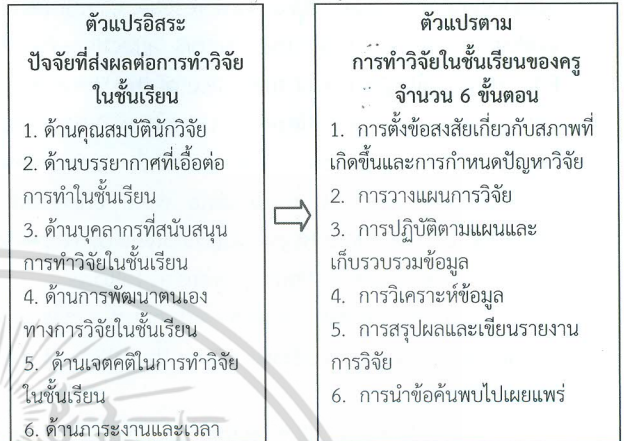 ตัวแปรอิสระ
ปัจจัยที่ส่งผลต่อการทำวิจัย
ในชั้นเรียน
1. ด้านคุณสมบัตินักวิจัย
2. ด้านบรรยากาศที่เอื้อต่อ
การทำในชั้นเรียน
3. ด้านบุคลากรที่สนับสนุน
การทำวิจัยในชั้นเรียน
4. ด้านการพัฒนาตนเอง
ทางการวิจัยในชั้นเรียน
5. ด้านเจตคติในการทำวิจัย
ในชั้นเรียน
6. ด้านภาระงานและเวลา
ตัวแปรตาม
การทำวิจัยในชั้นเรียนของครู
จำนวน 6 ขั้นตอน
1. การตั้งข้อสงสัยเกี่ยวกับสภาพที่
เกิดขึ้นและการกำหนดปัญหาวิจัย
2. การวางแผนการวิจัย
3. การปฏิบัติตามแผนและ
เก็บรวบรวมข้อมูล
4. การวิเคราะห์ข้อมูล
5. การสรุปผลและเขียนรายงาน
การวิจัย
6. การนำข้อค้นพบไปเผยแพร่